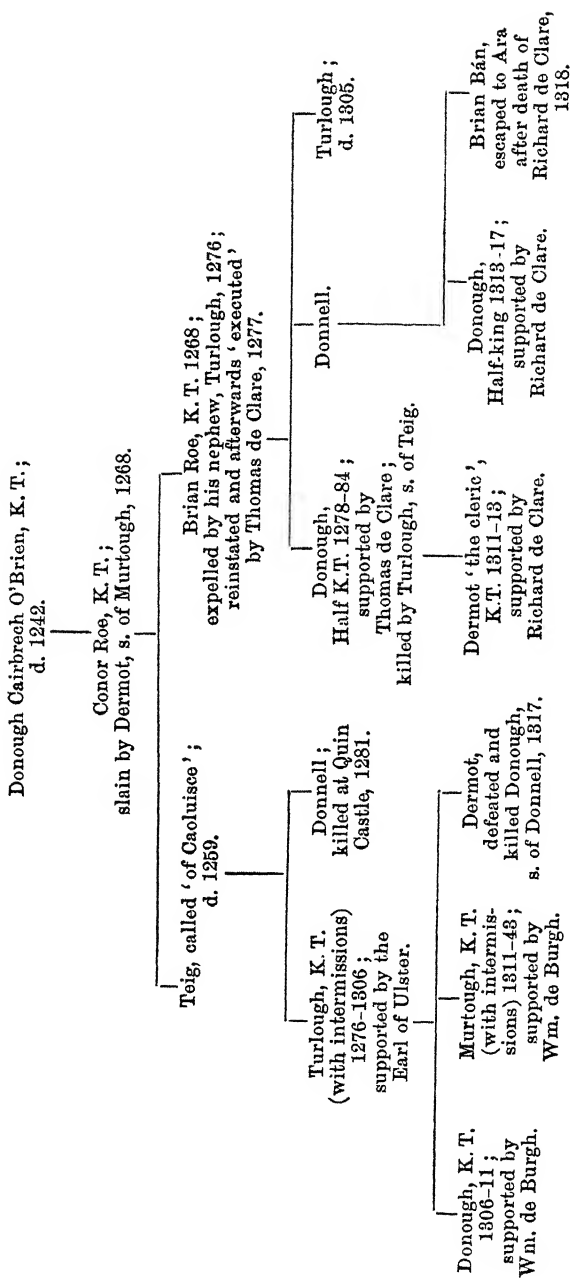 Donough Cairbrech O'Brien, K. T. ;
d. 1242.
Conor Roe, K. T. ;
slain by Dermot, s. of Murtough, 1268.
Teig, called ‘ of Caoluisce ’ ;
d. 1259.
Brian Roe, K. T. 1268 ;
expelled by his nephew, Turlough, 1276 ;
reinstated and afterwards ‘ executed ’
by Thomas de Clare, 1277.
Turlough, K. T.
(with intermissions)
1276–1306 ;
supported by the
Earl of Ulster.
Donnell ;
killed at Quin
Castle, 1281.
Donough,
Half K.T. 1278–84 ;
supported by
Thomas de Clare ;
killed by Turlough, s. of Teig.
Donnell.
Turlough ;
d. 1305.
Donough, K. T.
1306–11 ;
supported by
Wm. de Burgh.
Murtough, K. T.
(with intermis-
sions) 1311–43 ;
supported by
Wm. de Burgh.
Dermot,
defeated and
killed Donough,
s. of Donnell, 1317.
Dermot ‘ the cleric ’,
K.T. 1311–13 ;
supported by
Richard de Clare.
Donough,
Half-king 1313–17 ;
supported by
Richard de Clare.
Brian Bán,
escaped to Ara
after death of
Richard de Clare,
1318.